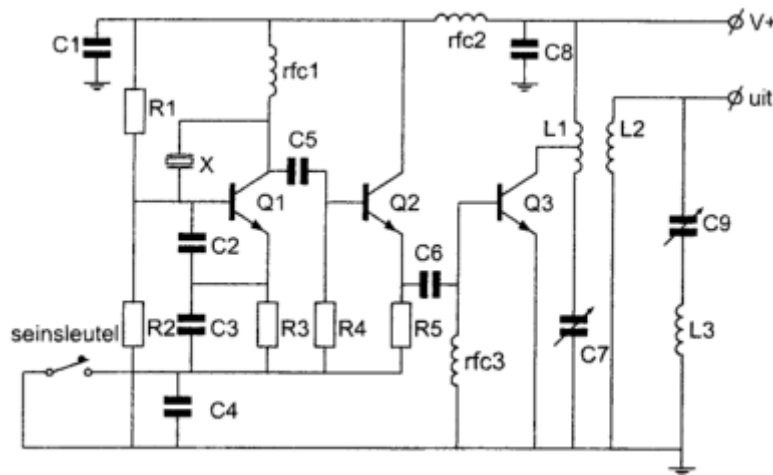 C1
rfc1
rfc2
C8
V+
R1
X
C5
L1
L2
uit
Q1
Q2
Q3
C9
C2
C6
seinsleutel
R2
C3
R3
R4
R5
rfc3
C7
L3
C4